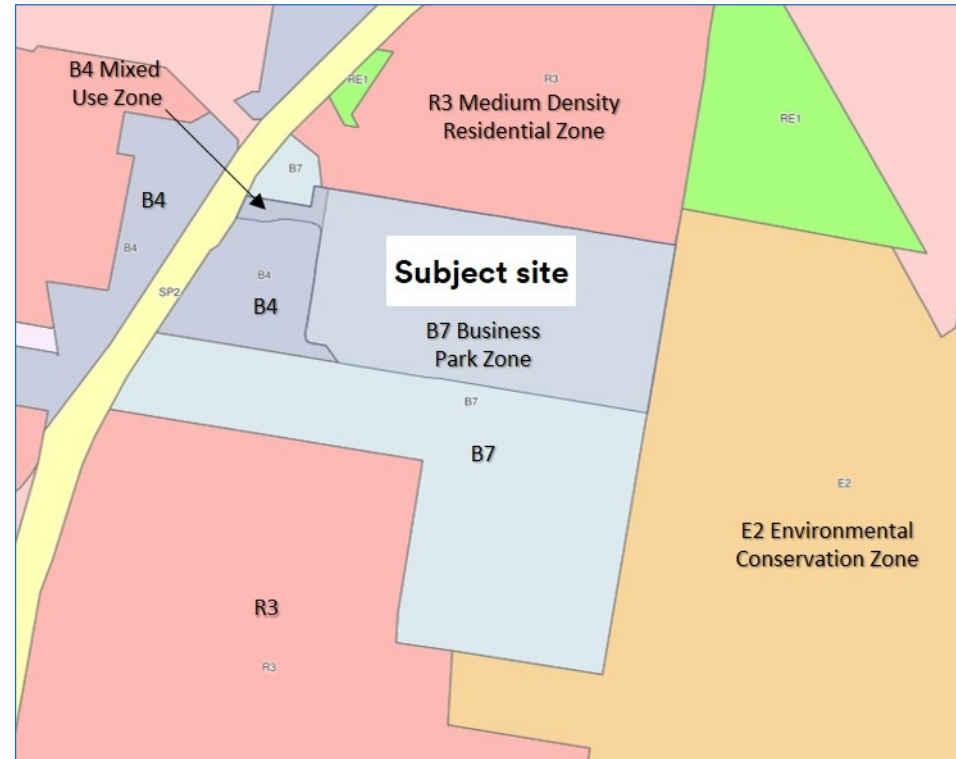 B4 Mixed
Use Zone
RE1
R3
R3 Medium Density
Residential Zone
RE1
B7
B4
B4
SP2
B4
B4
Subject site
B7 Business
Park Zone
B7
B7
E2
E2 Environmental
Conservation Zone
R3
R3